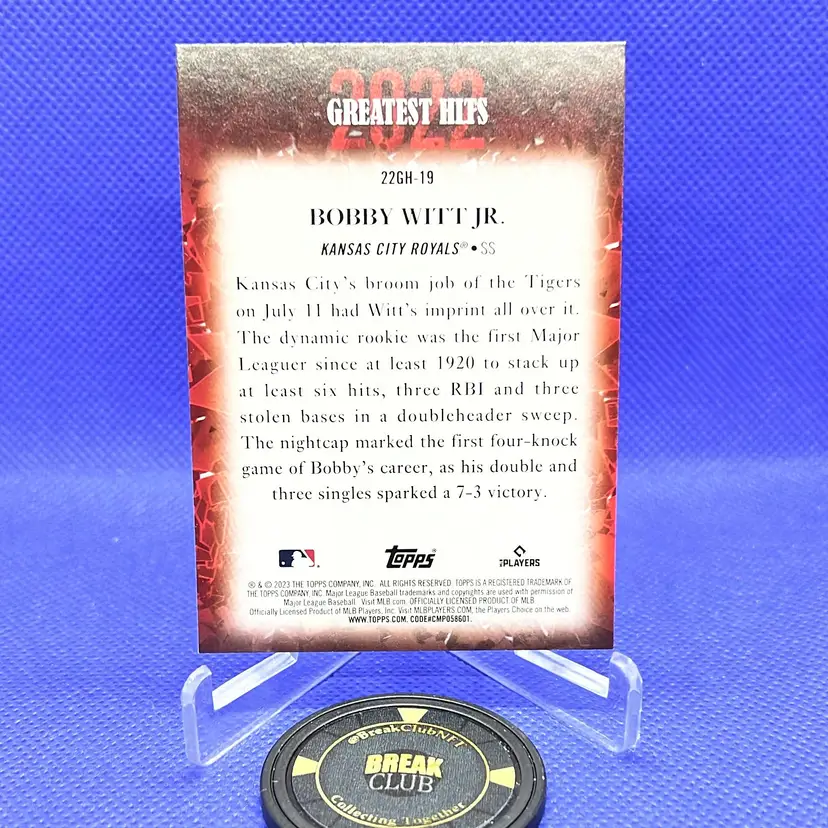 2022
GREATEST HITS
22GH-19
BOBBY WITT JR.
KANSAS CITY ROYALS® • SS
Kansas City's broom job of the Tigers
on July 11 had Witt's imprint all over it.
The dynamic rookie was the first Major
Leaguer since at least 1920 to stack up
at least six hits, three RBI and three
stolen bases in a doubleheader sweep.
The nightcap marked the first four-knock
game of Bobby's career, as his double and
three singles sparked a 7-3 victory.
Topps®
PLAYERS
® & © 2023 THE TOPPS COMPANY, INC. ALL RIGHTS RESERVED. TOPPS IS A REGISTERED TRADEMARK OF
THE TOPPS COMPANY, INC. Major League Baseball trademarks and copyrights are used with permission of
Major League Baseball. Visit MLB.com. OFFICIALLY LICENSED PRODUCT OF MLB
Officially Licensed Product of MLB Players, Inc. Visit MLBPLAYERS.COM, the Players Choice on the web.
WWW.TOPPS.COM. CODE#CMP058601.
@BreakClubNFT
BREAK
CLUB
Collecting Together